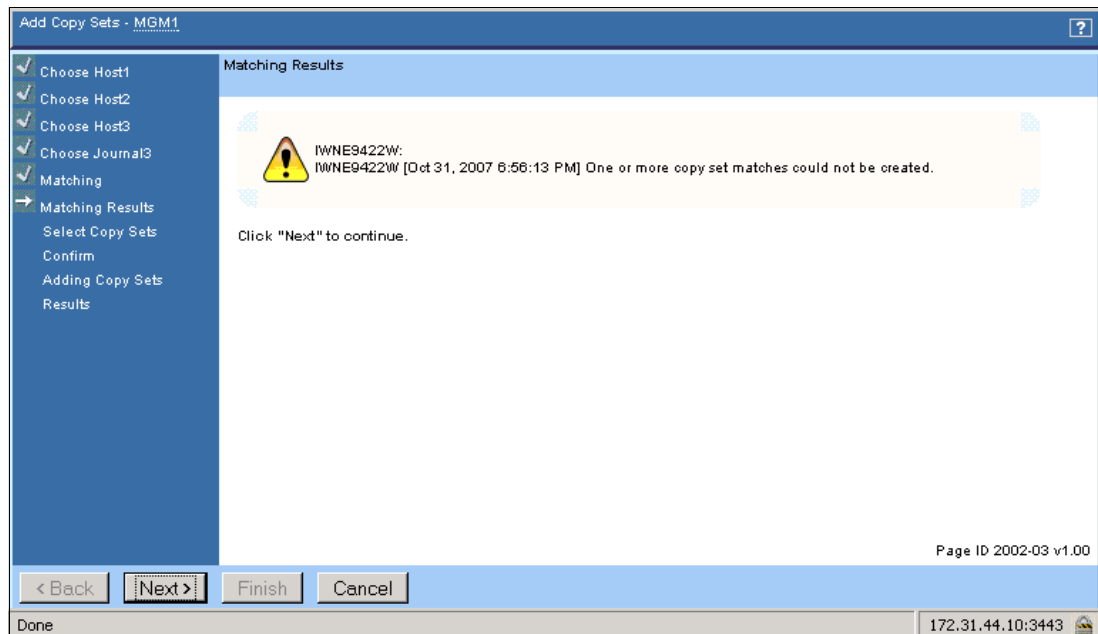 Add Copy Sets - MGM1
?
Choose Host1
Choose Host2
Choose Host3
Choose Journal3
Matching
Matching Results
Select Copy Sets
Confirm
Adding Copy Sets
Results
Matching Results
IWNE9422W:
IWNE9422W [Oct 31, 2007 6:56:13 PM] One or more copy set matches could not be created.
Click "Next" to continue.
Page ID 2002-03 v1.00
< Back Next > Finish Cancel
Done 172.31.44.10:3443